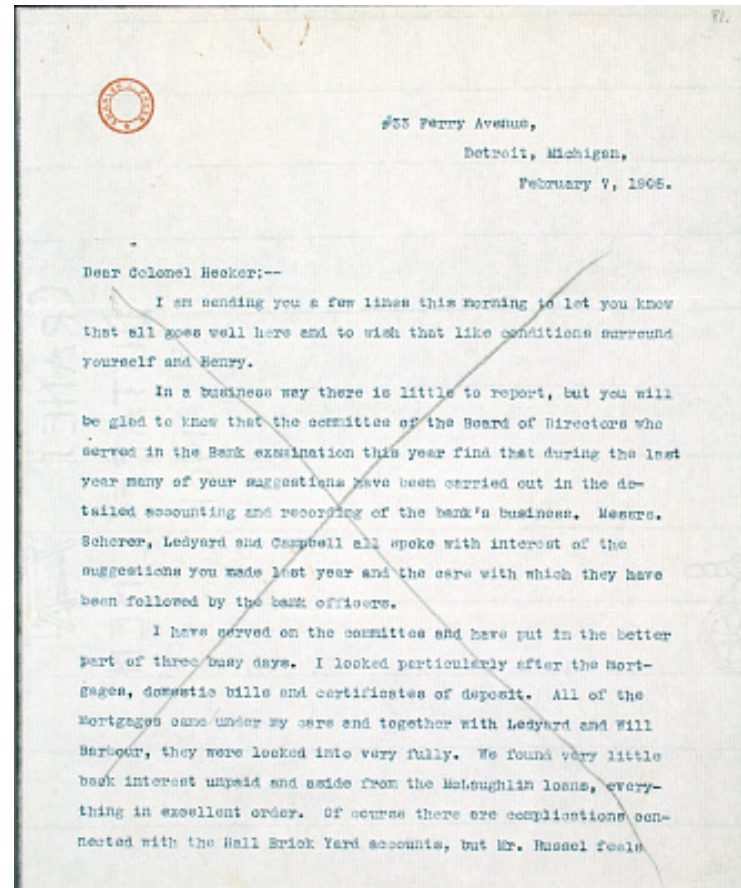 81.
CHARLES L. FREER
#33 Ferry Avenue,
Detroit, Michigan,
February 7, 1905.
Dear Colonel Hecker;--
I am sending you a few lines this morning to let you know
that all goes well here and to wish that like conditions surround
yourself and Henry.
In a business way there is little to report, but you will
be glad to know that the committee of the Board of Directors who
served in the Bank examination this year find that during the last
year many of your suggestions have been carried out in the de-
tailed accounting and recording of the bank's business. Messrs.
Scherer, Ledyard and Campbell all spoke with interest of the
suggestions you made last year and the care with which they have
been followed by the bank officers.
I have served on the committee and have put in the better
part of three busy days. I looked particularly after the mort-
gages, domestic bills and certificates of deposit. All of the
mortgages came under my care and together with Ledyard and Will
Barbour, they were looked into very fully. We found very little
back interest unpaid and aside from the McLaughlin loans, every-
thing in excellent order. Of course there are complications con-
nected with the Hall Brick Yard accounts, but Mr. Russel feels